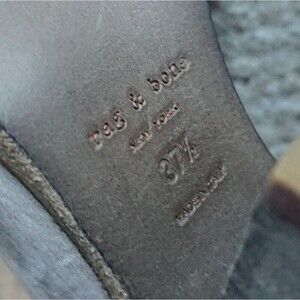 rag & bone
NEW YORK
37½
MADE IN ITALY